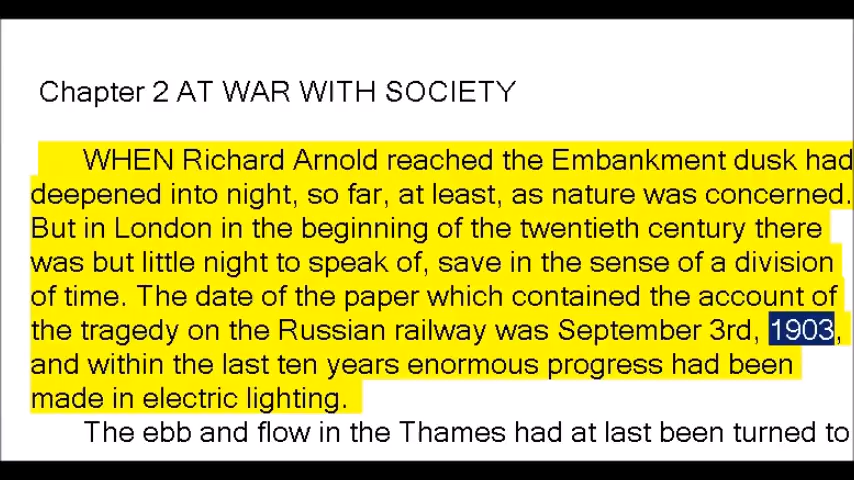 Chapter 2 AT WAR WITH SOCIETY
WHEN Richard Arnold reached the Embankment dusk had
deepened into night, so far, at least, as nature was concerned.
But in London in the beginning of the twentieth century there
was but little night to speak of, save in the sense of a division
of time. The date of the paper which contained the account of
the tragedy on the Russian railway was September 3rd, 1903,
and within the last ten years enormous progress had been
made in electric lighting.
The ebb and flow in the Thames had at last been turned to